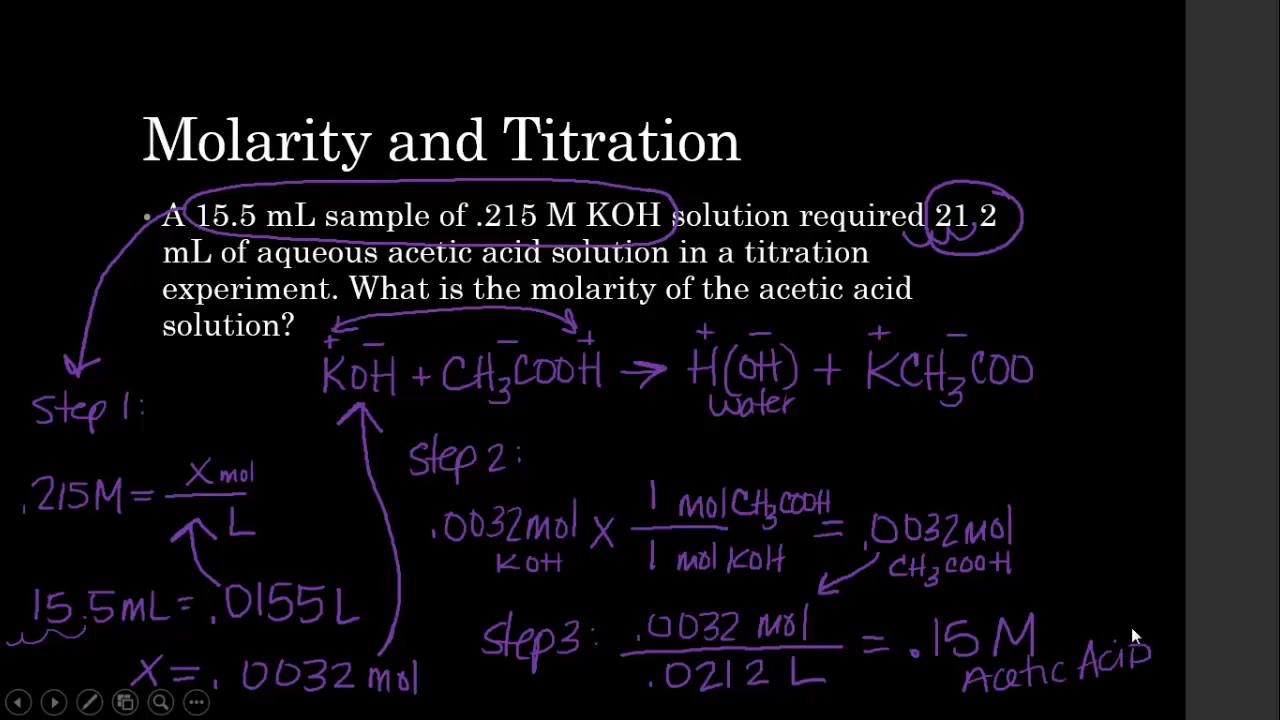 Molarity and Titration
• A 15.5 mL sample of .215 M KOH solution required 21.2
mL of aqueous acetic acid solution in a titration
experiment. What is the molarity of the acetic acid
solution?
+ − − + + − + −
KOH + CH₃COOH → H(OH) + KCH₃COO
Water
Step 1:
.215M = X mol / L
15.5mL = .0155L
X = .0032 mol
Step 2:
.0032mol KOH X 1 mol CH₃COOH / 1 mol KOH = .0032mol CH₃COOH
Step 3: .0032 mol / .0212 L = .15 M
Acetic Acid